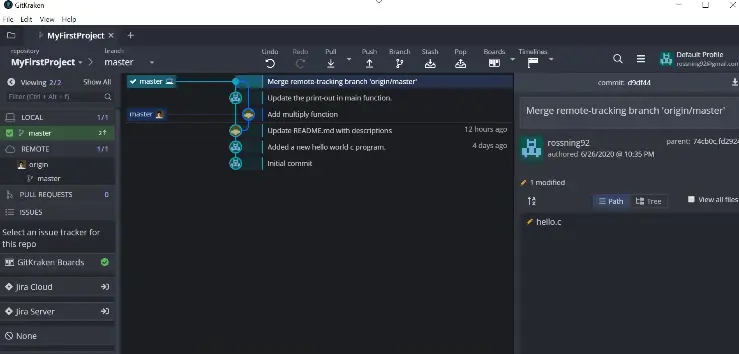 GitKraken
File Edit View Help
MyFirstProject
repository
branch
MyFirstProject
master
Undo Redo Pull Push Branch Stash Pop Boards Timelines
Default Profile
Viewing 2/2 Show All
Filter (Ctrl + Alt + f)
LOCAL 1/1
master 2
REMOTE 1/1
origin
master
PULL REQUESTS 0
ISSUES
Select an issue tracker for
this repo
GitKraken Boards
Jira Cloud
Jira Server
None
master
Merge remote-tracking branch 'origin/master'
Update the print-out in main function.
master
Add multiply function
Update README.md with descriptions 12 hours ago
Added a new hello world c program. 4 days ago
Initial commit
commit: d9df44
Merge remote-tracking branch 'origin/master'
rossning92
authored 6/26/2020 @ 10:35 PM
parent: 74cb0c,fd292
1 modified
Path Tree View all files
hello.c